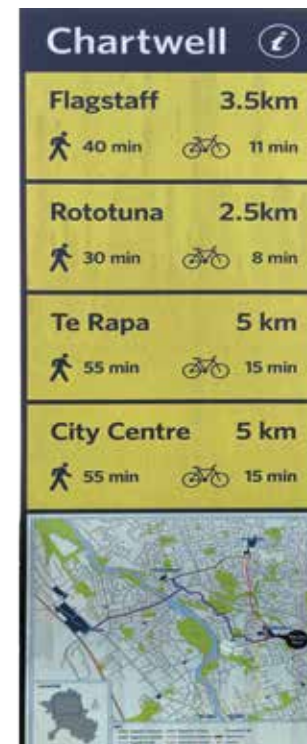 Chartwell i
Flagstaff 3.5km
40 min 11 min
Rototuna 2.5km
30 min 8 min
Te Rapa 5 km
55 min 15 min
City Centre 5 km
55 min 15 min